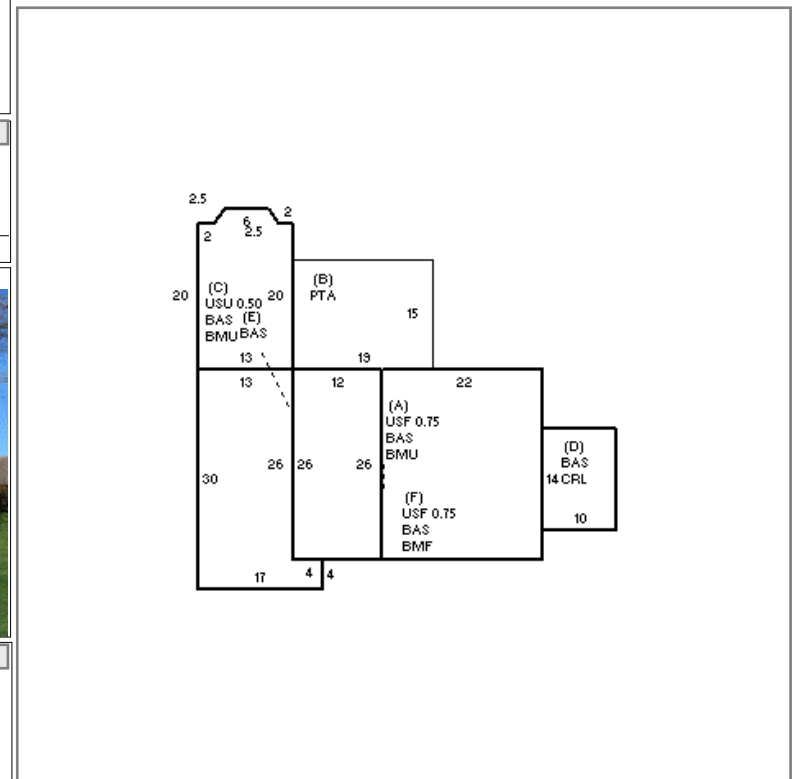 2.5
2
6
2
2.5
20
(C)
USU 0.50
BAS
BMU
20
(E)
BAS
(B)
PTA
15
13
19
13
12
22
(A)
USF 0.75
BAS
BMU
(D)
BAS
14 CRL
10
30
26
26
26
(F)
USF 0.75
BAS
BMF
17
4
4